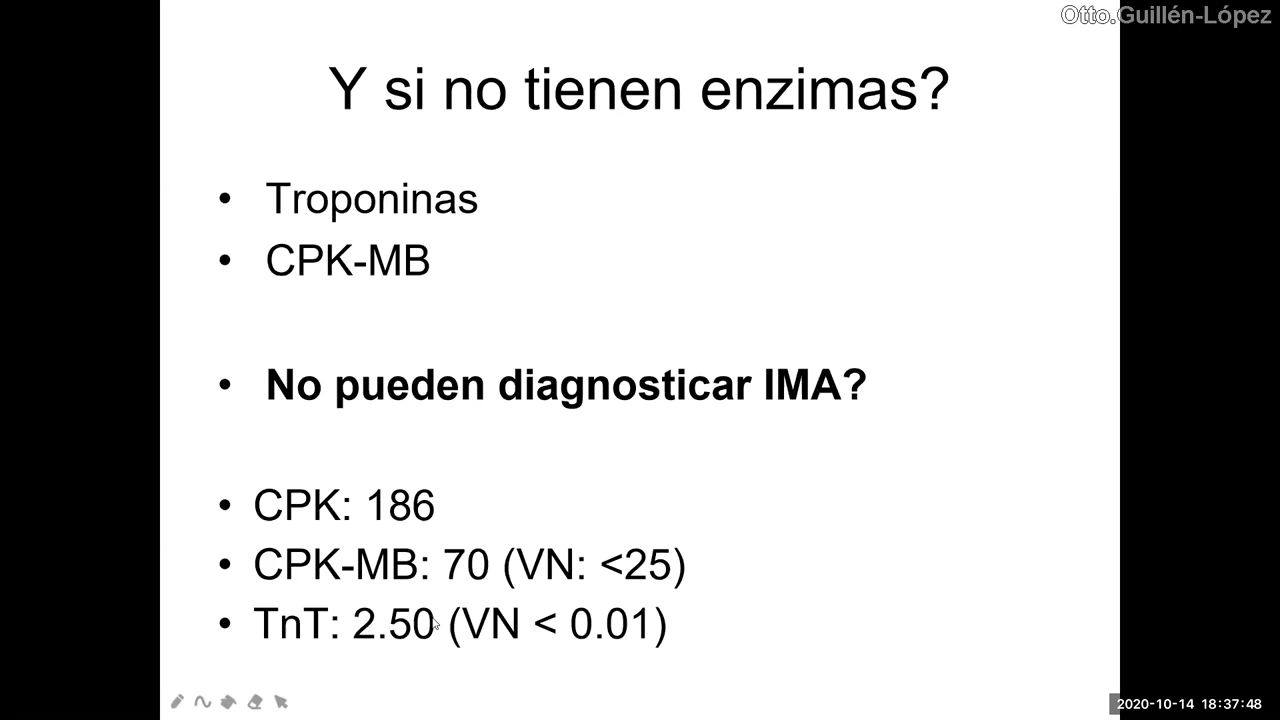 Otto.Guillén-López
Y si no tienen enzimas?
• Troponinas
• CPK-MB
• No pueden diagnosticar IMA?
• CPK: 186
• CPK-MB: 70 (VN: <25)
• TnT: 2.50 (VN < 0.01)
2020-10-14 18:37:48